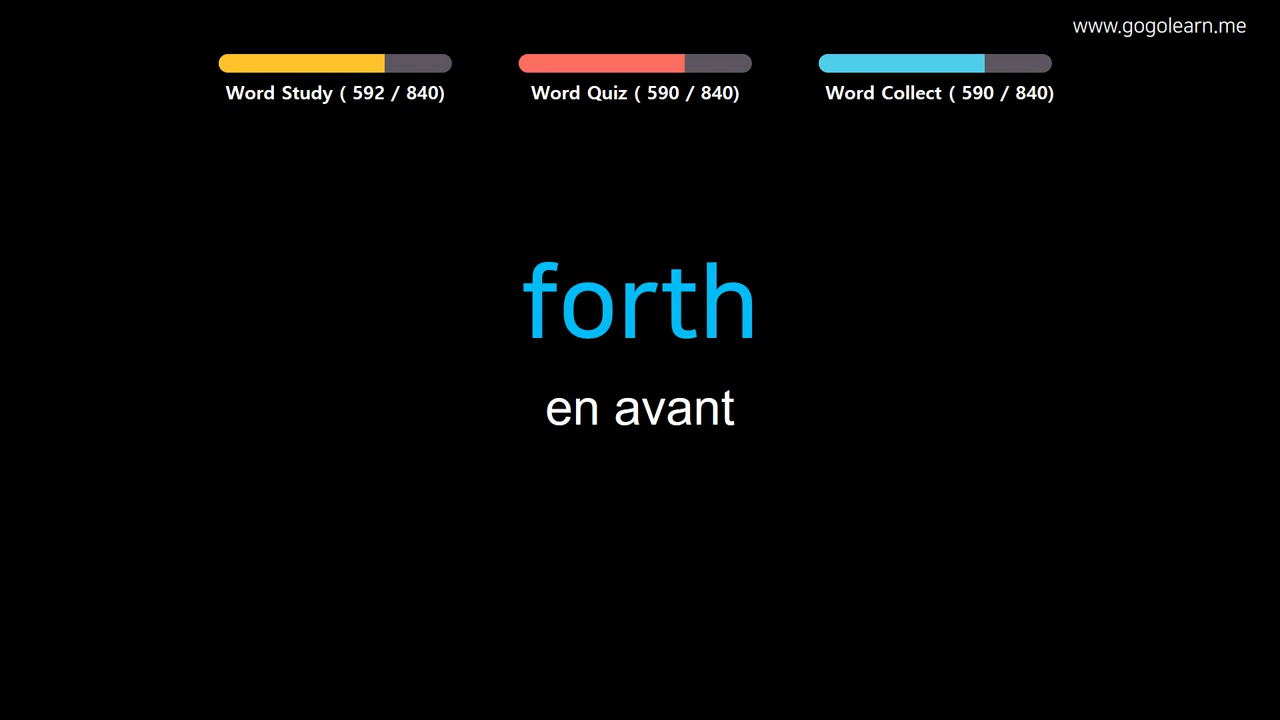 www.gogolearn.me
Word Study ( 592 / 840)
Word Quiz ( 590 / 840)
Word Collect ( 590 / 840)
forth
en avant